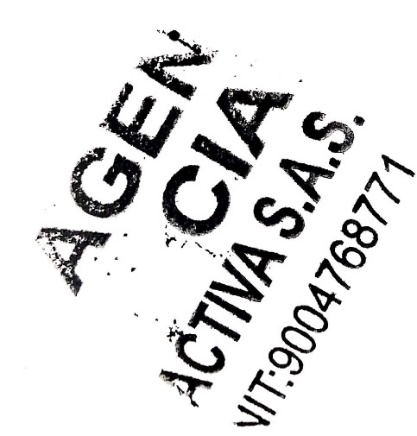 AGEN
CIA
ACTIVA S.A.S.
NIT:9004768771